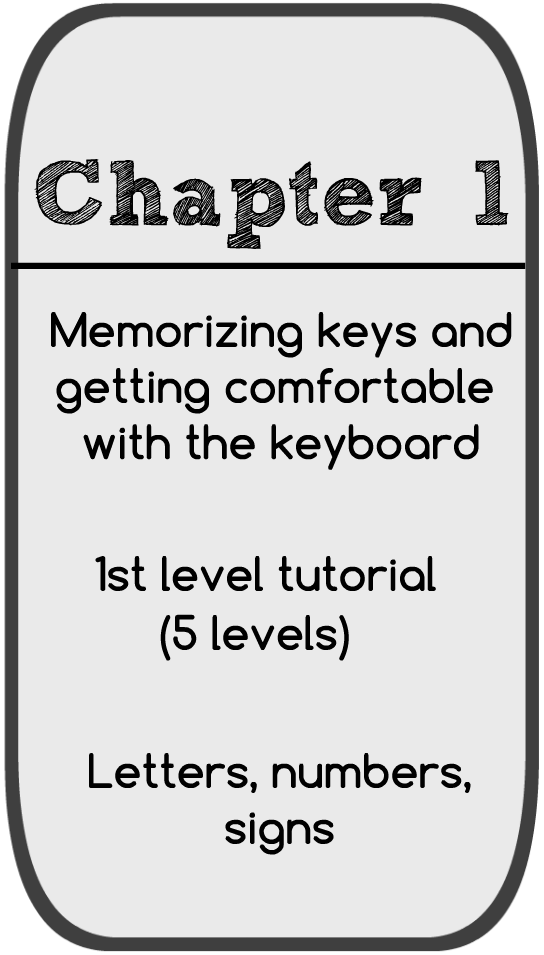 Chapter 1
Memorizing keys and
getting comfortable
with the keyboard
1st level tutorial
(5 levels)
Letters, numbers,
signs